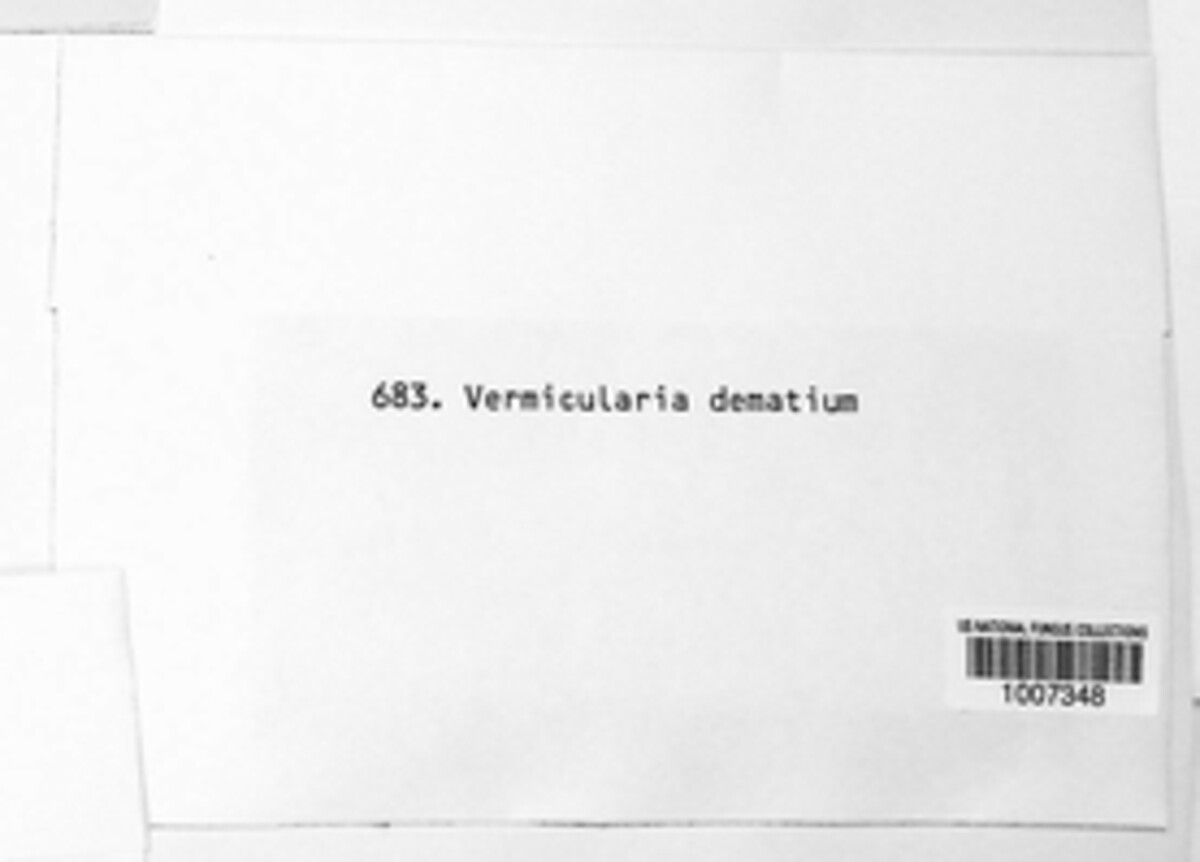 683. Vermicularia dematium
US NATIONAL FUNGUS COLLECTIONS
1007348